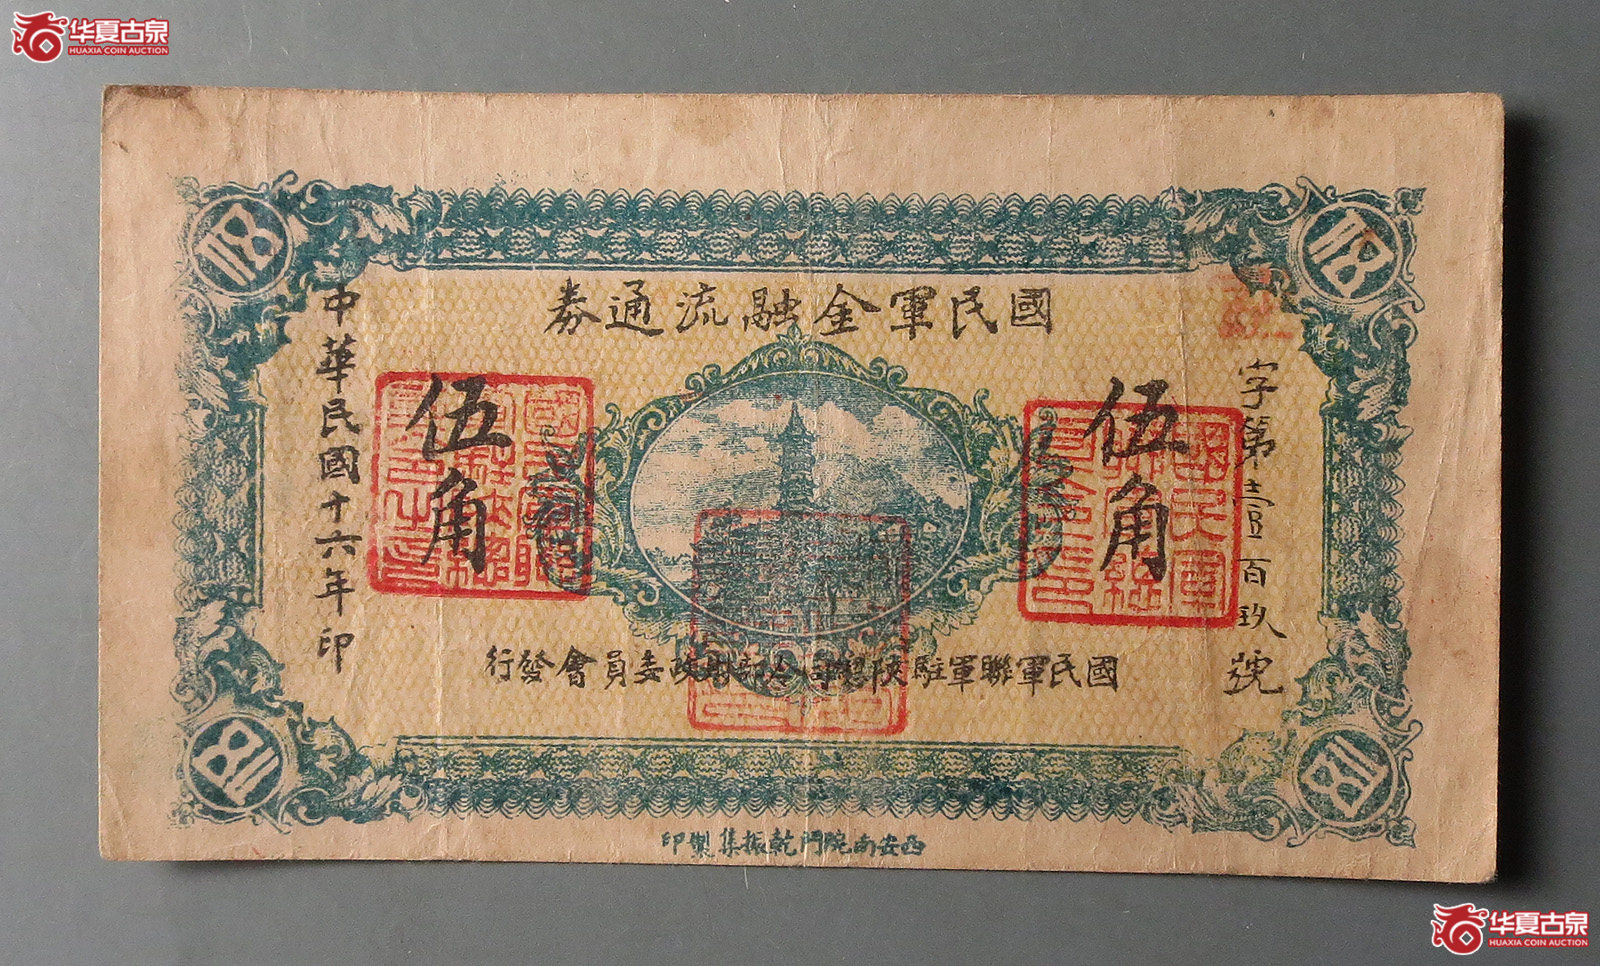 华夏古泉
HUAXIA COIN AUCTION
國民軍金融流通券
字第壹百玖號
伍角
伍角
中華民國十六年印
國民軍聯軍駐陝總司令部財政委員會發行
西安南院門乾振集製印
华夏古泉
HUAXIA COIN AUCTION